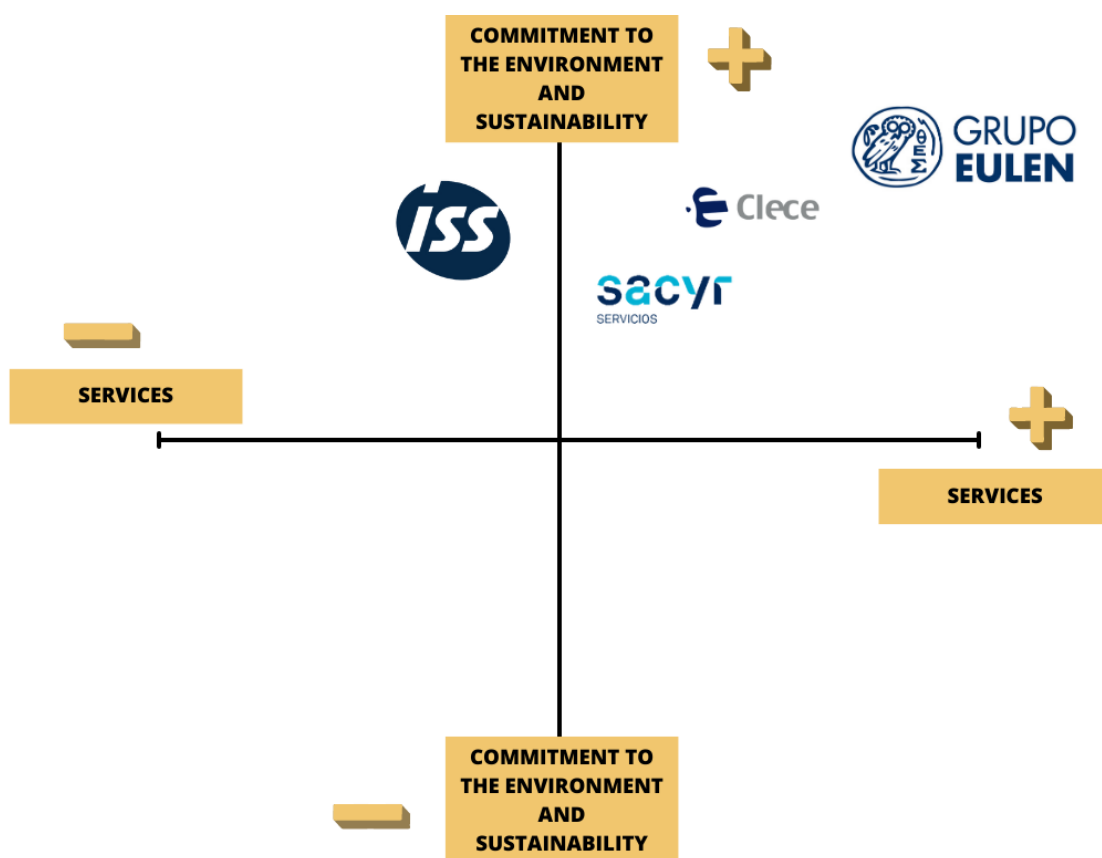 COMMITMENT TO
THE ENVIRONMENT
AND
SUSTAINABILITY
GRUPO
EULEN
Clece
ISS
sacyr
SERVICIOS
SERVICES
SERVICES
COMMITMENT TO
THE ENVIRONMENT
AND
SUSTAINABILITY